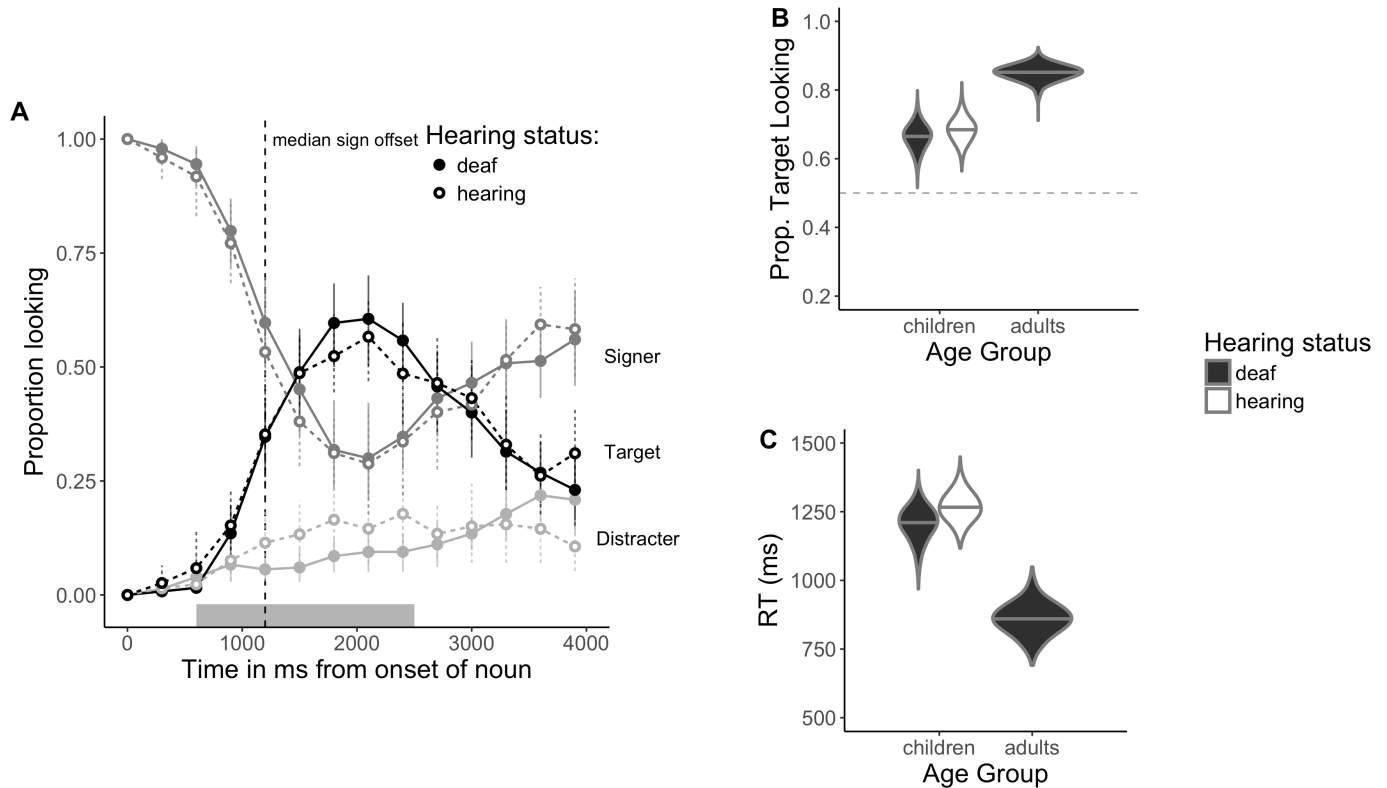 A
Proportion looking
1.00
0.75
0.50
0.25
0.00
median sign offset
Hearing status:
deaf
hearing
Signer
Target
Distracter
0
1000
2000
3000
4000
Time in ms from onset of noun
B
Prop. Target Looking
1.0
0.8
0.6
0.4
0.2
children
adults
Age Group
Hearing status
deaf
hearing
C
RT (ms)
1500
1250
1000
750
500
children
adults
Age Group